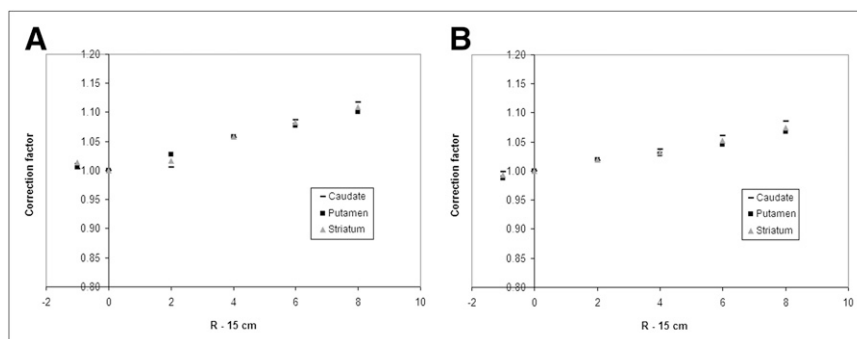 A
1.20
1.15
1.10
1.05
1.00
0.95
0.90
0.85
0.80
Correction factor
Caudate
Putamen
Striatum
-2 0 2 4 6 8 10
R - 15 cm
B
1.20
1.15
1.10
1.05
1.00
0.95
0.90
0.85
0.80
Correction factor
Caudate
Putamen
Striatum
-2 0 2 4 6 8 10
R - 15 cm